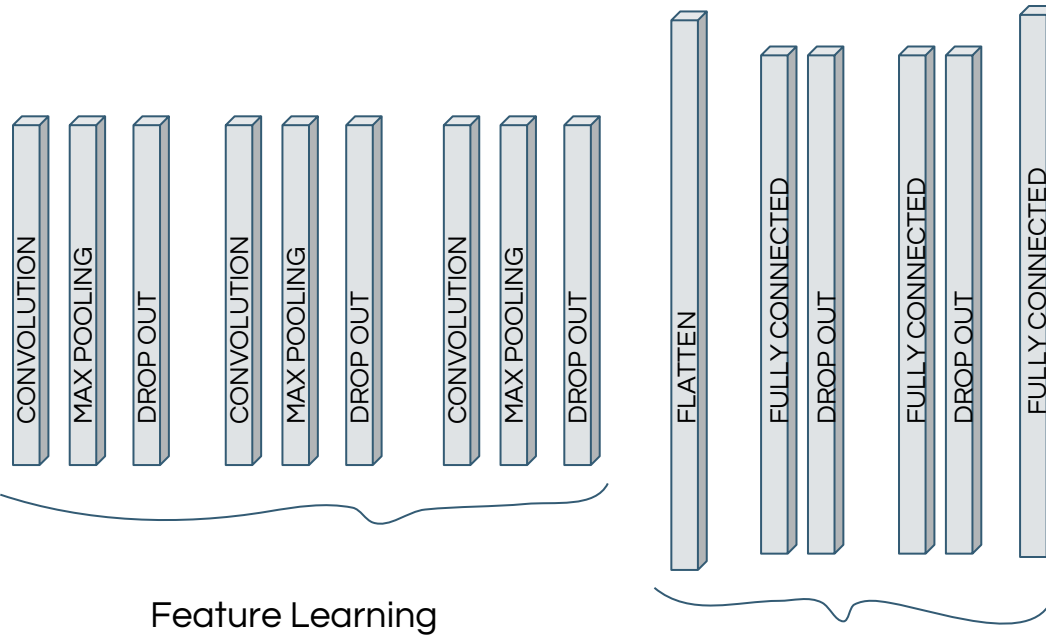 CONVOLUTION
MAX POOLING
DROP OUT
CONVOLUTION
MAX POOLING
DROP OUT
CONVOLUTION
MAX POOLING
DROP OUT
FLATTEN
FULLY CONNECTED
DROP OUT
FULLY CONNECTED
DROP OUT
FULLY CONNECTED
Feature Learning